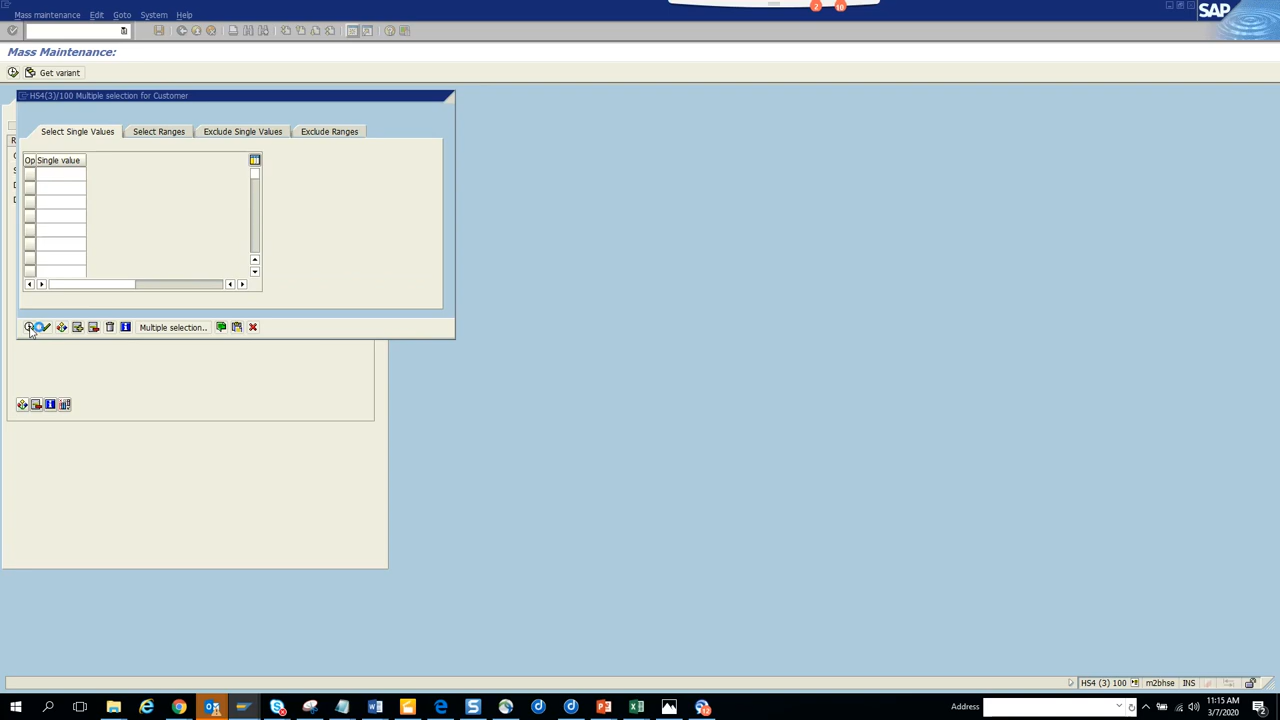 Mass maintenance Edit Goto System Help
SAP
2 10
Mass Maintenance:
Get variant
HS4(3)/100 Multiple selection for Customer
Select Single Values Select Ranges Exclude Single Values Exclude Ranges
Op Single value
Multiple selection..
HS4 (3) 100 m2bhse INS
Address
11:15 AM
3/7/2020